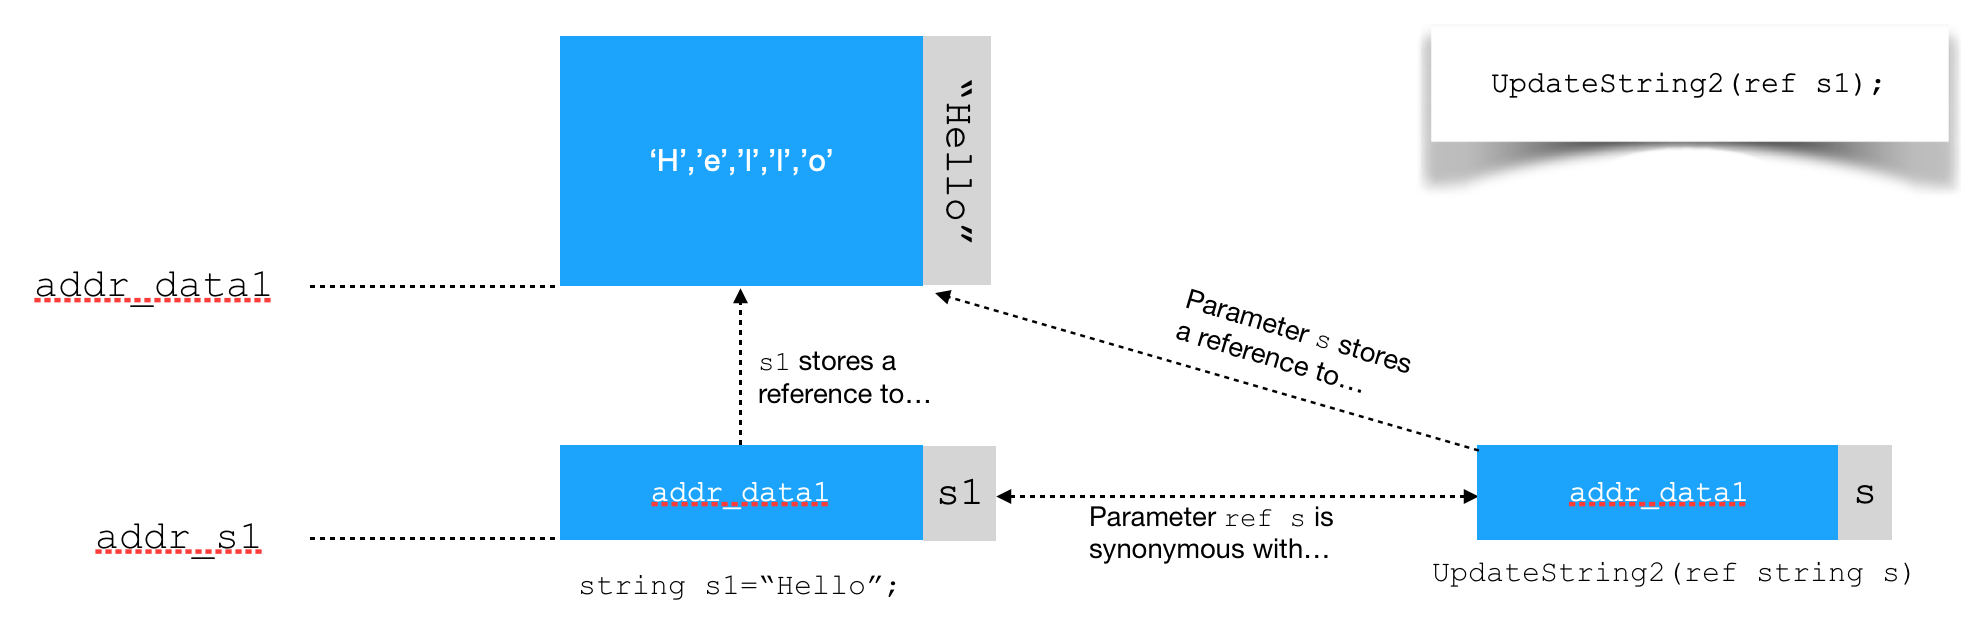 UpdateString2(ref s1);
‘H’,’e’,’l’,’l’,’o’
“Hello”
addr_data1
Parameter s stores
a reference to…
s1 stores a
reference to…
addr_data1
s1
addr_data1
s
addr_s1
Parameter ref s is
synonymous with…
string s1=“Hello”;
UpdateString2(ref string s)